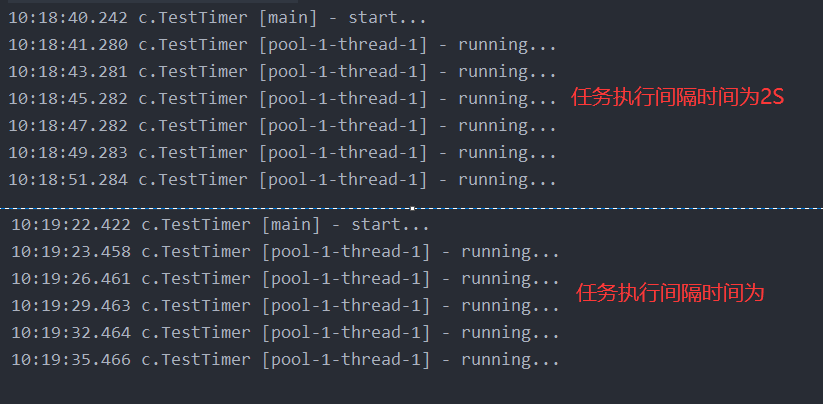 10:18:40.242 c.TestTimer [main] - start...
10:18:41.280 c.TestTimer [pool-1-thread-1] - running...
10:18:43.281 c.TestTimer [pool-1-thread-1] - running...
10:18:45.282 c.TestTimer [pool-1-thread-1] - running... 任务执行间隔时间为2S
10:18:47.282 c.TestTimer [pool-1-thread-1] - running...
10:18:49.283 c.TestTimer [pool-1-thread-1] - running...
10:18:51.284 c.TestTimer [pool-1-thread-1] - running...
10:19:22.422 c.TestTimer [main] - start...
10:19:23.458 c.TestTimer [pool-1-thread-1] - running...
10:19:26.461 c.TestTimer [pool-1-thread-1] - running...
10:19:29.463 c.TestTimer [pool-1-thread-1] - running... 任务执行间隔时间为
10:19:32.464 c.TestTimer [pool-1-thread-1] - running...
10:19:35.466 c.TestTimer [pool-1-thread-1] - running...